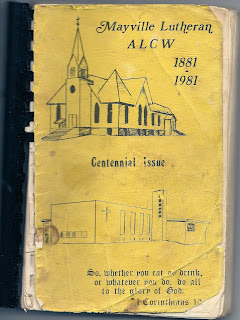 Mayville Lutheran
ALCW
1881
-
1981
Centennial Issue
So, whether you eat or drink,
or whatever you do, do all
to the glory of God.
I Corinthians 10